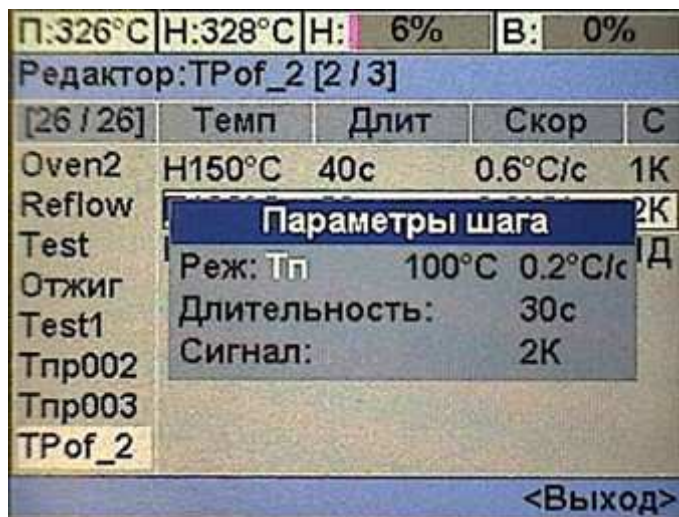 П:326°C Н:328°C Н: 6% В: 0%
Редактор:TPof_2 [2 / 3]
[26 / 26] Темп Длит Скор С
Oven2 Н150°C 40с 0.6°C/с 1К
Reflow 2К
Параметры шага
Test 1Д
Реж: Тп 100°C 0.2°C/с
Отжиг
Длительность: 30с
Test1
Сигнал: 2К
Тпр002
Тпр003
TPof_2
<Выход>